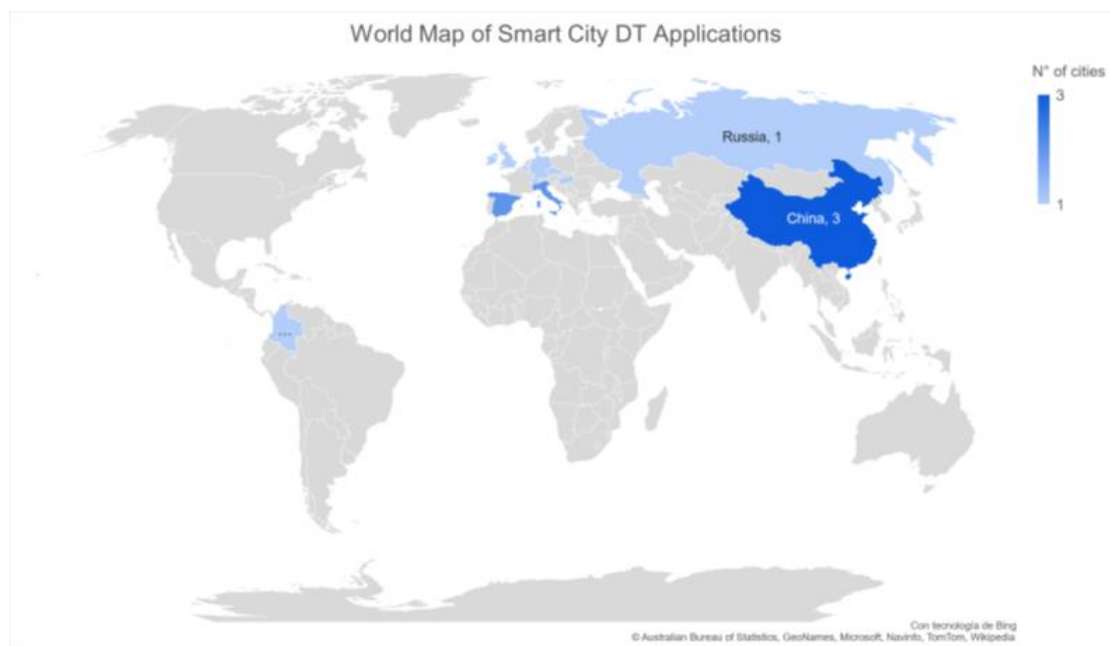 World Map of Smart City DT Applications
N° of cities
3
1
Russia, 1
China, 3
...
Con tecnología de Bing
© Australian Bureau of Statistics, GeoNames, Microsoft, Navinfo, TomTom, Wikipedia